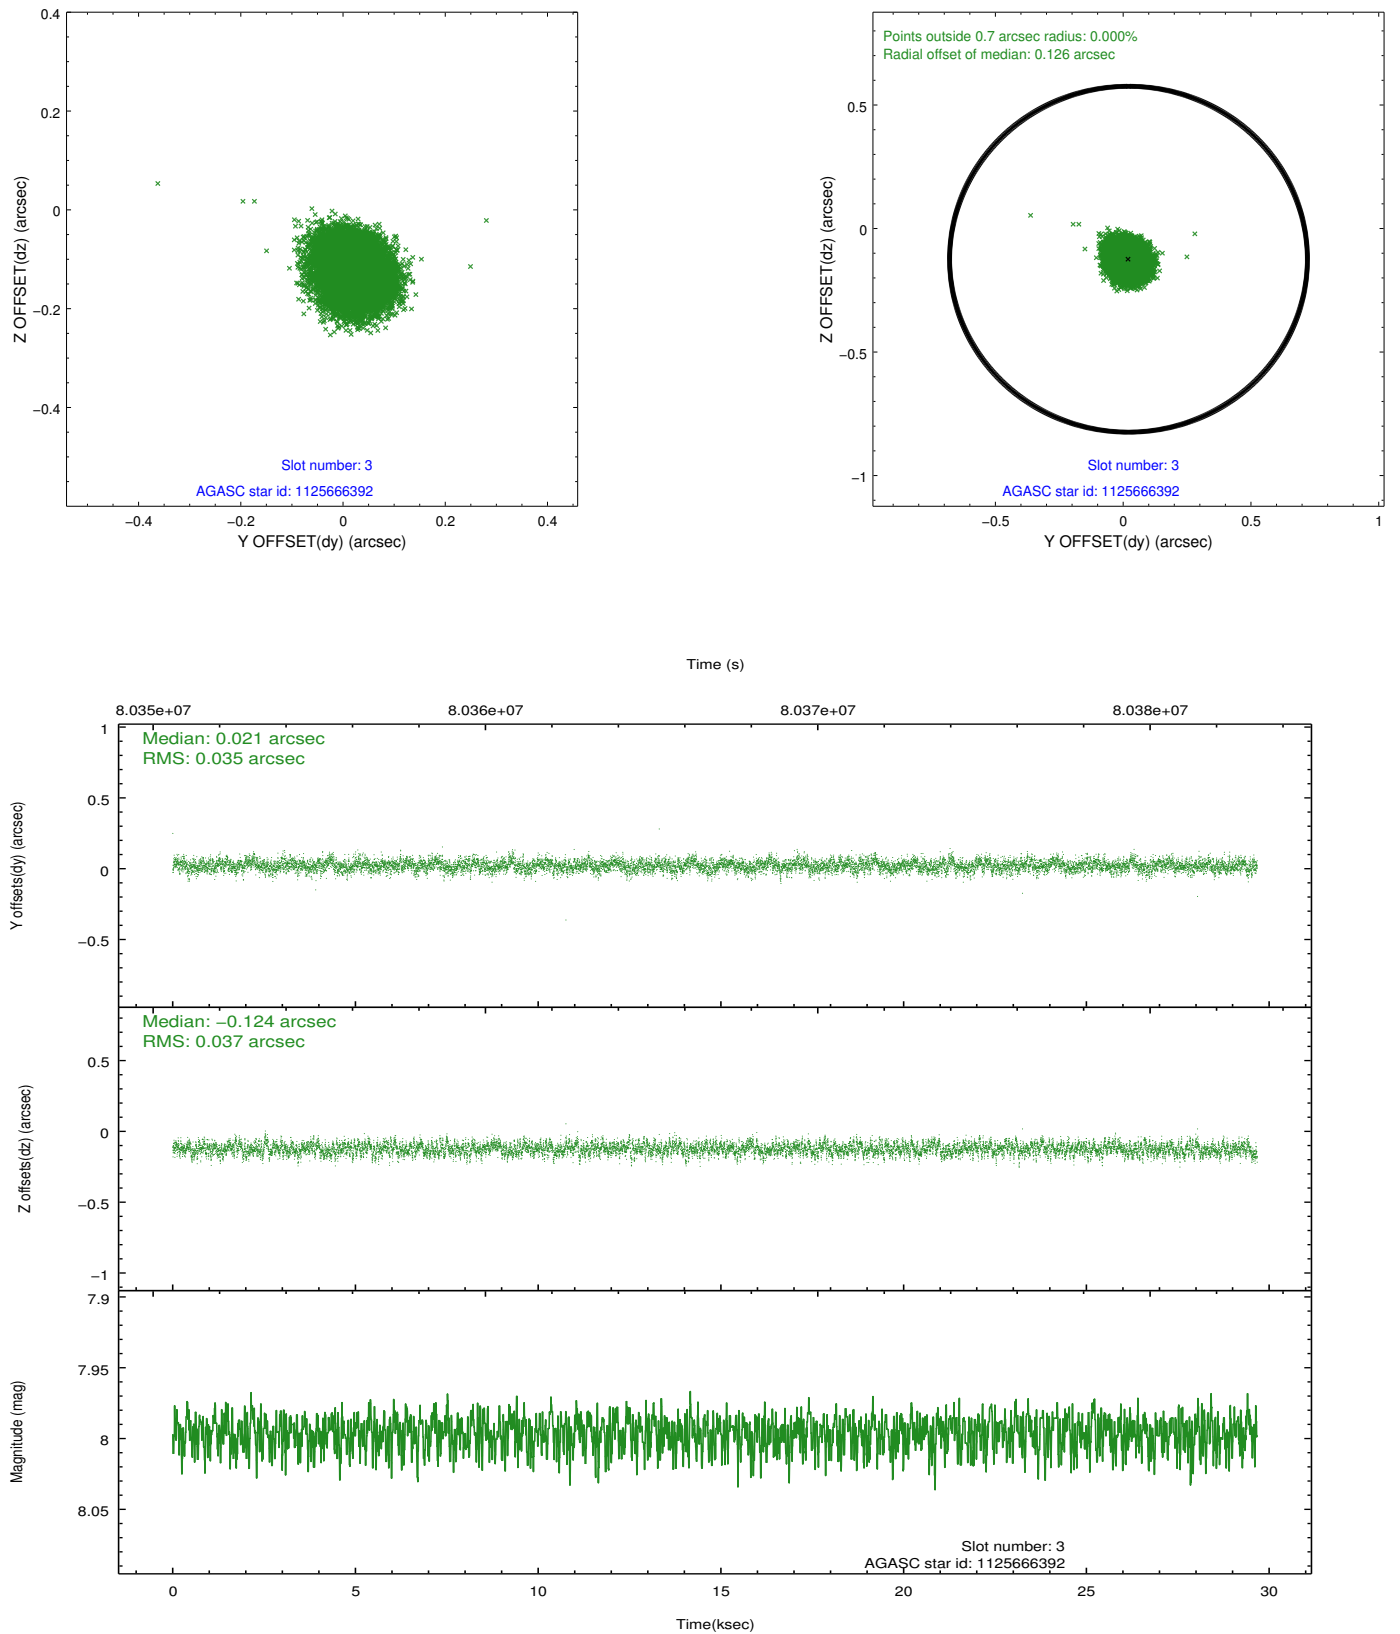 0.4
0.2
0
−0.2
−0.4
Z OFFSET(dz) (arcsec)
Slot number: 3
AGASC star id: 1125666392
−0.4 −0.2 0 0.2 0.4
Y OFFSET(dy) (arcsec)
Points outside 0.7 arcsec radius: 0.000%
Radial offset of median: 0.126 arcsec
0.5
0
−0.5
−1
Z OFFSET(dz) (arcsec)
Slot number: 3
AGASC star id: 1125666392
−0.5 0 0.5 1
Y OFFSET(dy) (arcsec)
Time (s)
8.035e+07 8.036e+07 8.037e+07 8.038e+07
Median: 0.021 arcsec
RMS: 0.035 arcsec
1
0.5
0
−0.5
Y offsets(dy) (arcsec)
Median: −0.124 arcsec
RMS: 0.037 arcsec
0.5
0
−0.5
−1
Z offsets(dz) (arcsec)
7.9
7.95
8
8.05
Magnitude (mag)
Slot number: 3
AGASC star id: 1125666392
0 5 10 15 20 25 30
Time(ksec)